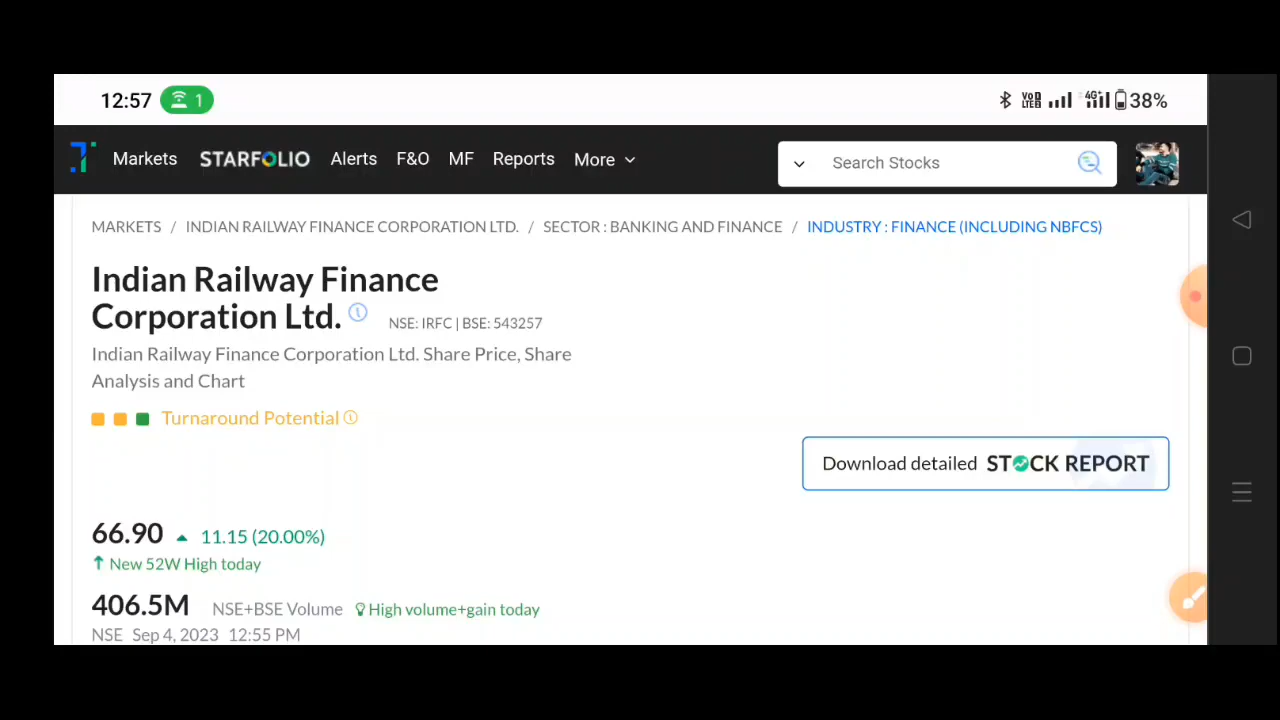 12:57 1 VoD LTEB 4G+ 38%
Markets STARFOLIO Alerts F&O MF Reports More Search Stocks
MARKETS / INDIAN RAILWAY FINANCE CORPORATION LTD. / SECTOR : BANKING AND FINANCE / INDUSTRY : FINANCE (INCLUDING NBFCS)
Indian Railway Finance
Corporation Ltd. NSE: IRFC | BSE: 543257
Indian Railway Finance Corporation Ltd. Share Price, Share
Analysis and Chart
Turnaround Potential
Download detailed STOCK REPORT
66.90 11.15 (20.00%)
New 52W High today
406.5M NSE+BSE Volume High volume+gain today
NSE Sep 4, 2023 12:55 PM